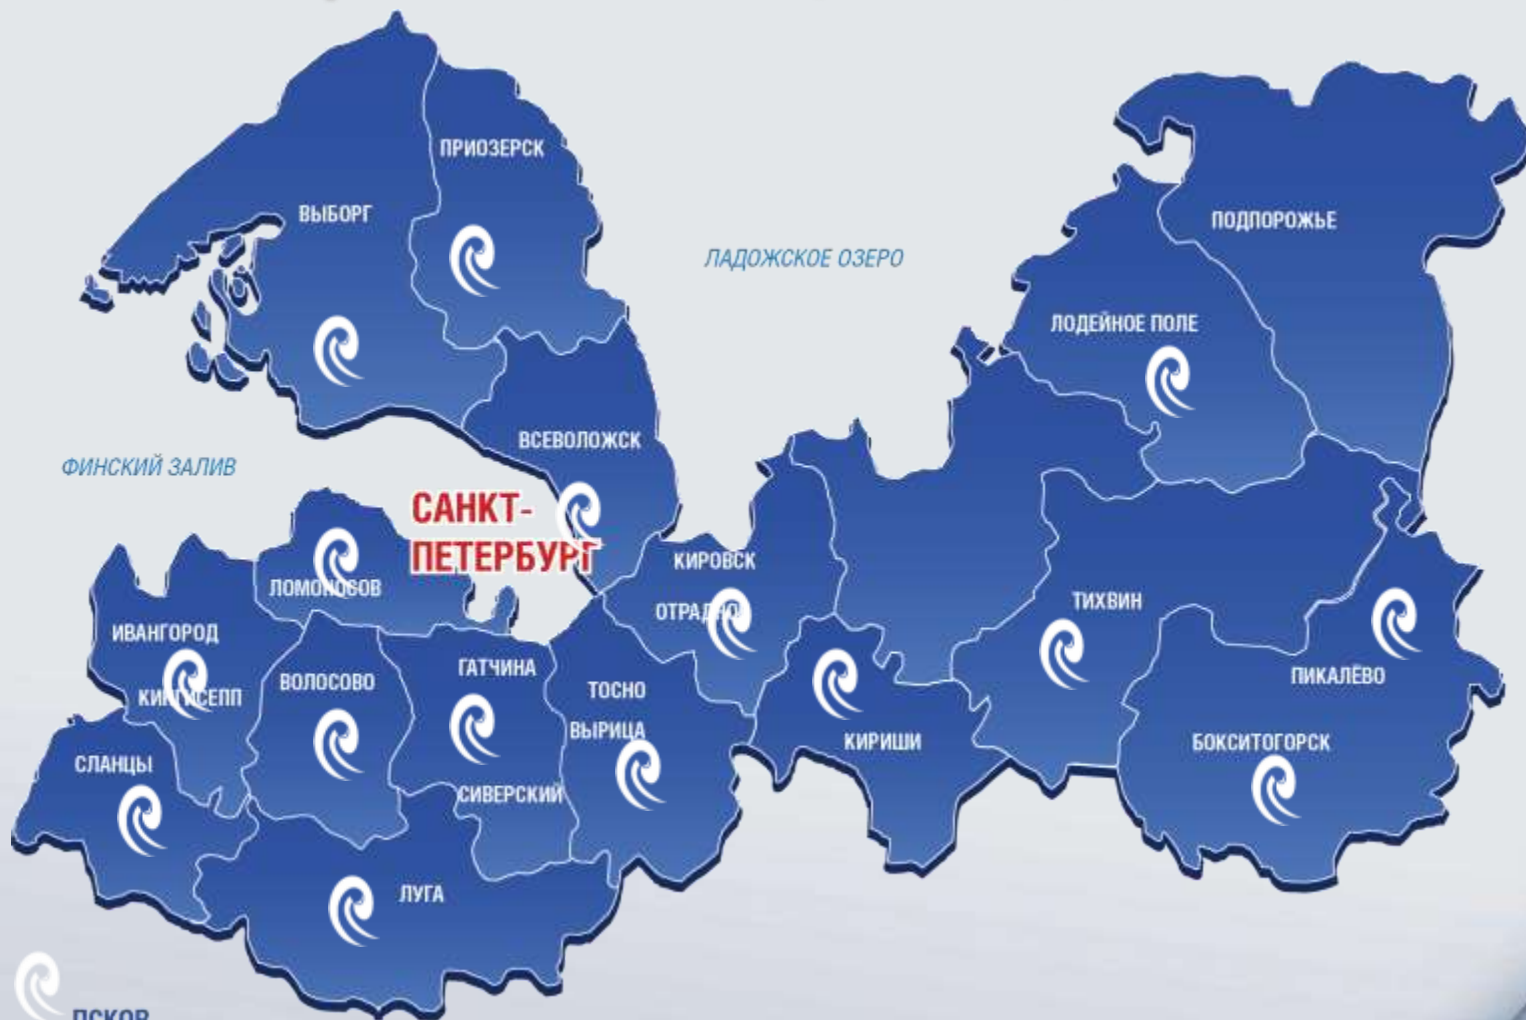 ПРИОЗЕРСК
ВЫБОРГ
ПОДПОРОЖЬЕ
ЛАДОЖСКОЕ ОЗЕРО
ЛОДЕЙНОЕ ПОЛЕ
ВСЕВОЛОЖСК
ФИНСКИЙ ЗАЛИВ
САНКТ-
ПЕТЕРБУРГ
КИРОВСК
ЛОМОНОСОВ
ТИХВИН
ИВАНГОРОД
ГАТЧИНА
ПИКАЛЁВО
ВОЛОСОВО
ТОСНО
КИНГИСЕПП
ВЫРИЦА
КИРИШИ
БОКСИТОГОРСК
СЛАНЦЫ
СИВЕРСКИЙ
ЛУГА
ПСКОВ